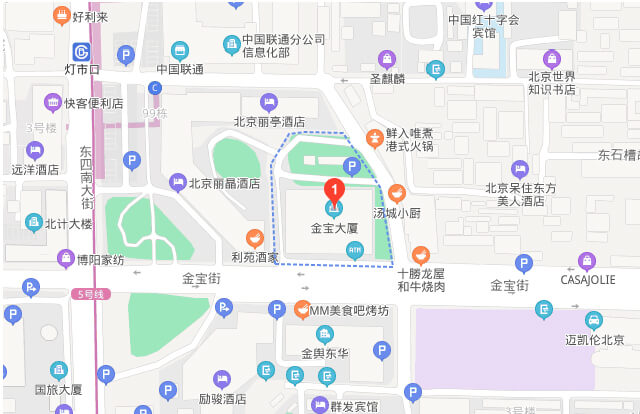 好利来
中国红十字会
宾馆
中国联通分公司
信息化部
灯市口
中国联通
圣麒麟
北京世界
知识书店
C
快客便利店
99栋
3号楼
北京丽亭酒店
鲜入唯煮
港式火锅
东石槽
远洋酒店
东四南大街
北京丽晶酒店
北京呆住东方
美人酒店
1
汤城小厨
北计大楼
金宝大厦
利苑酒家
ATM
博阳家纺
金宝街
十勝龙屋
和牛烧肉
金宝街
CASAJOLIE
5号线
MM美食吧烤坊
金舆东华
迈凯伦北京
国旅大厦
励骏酒店
群发宾馆
3号楼
P
P
P
P
P
P
P
P
P
P
P